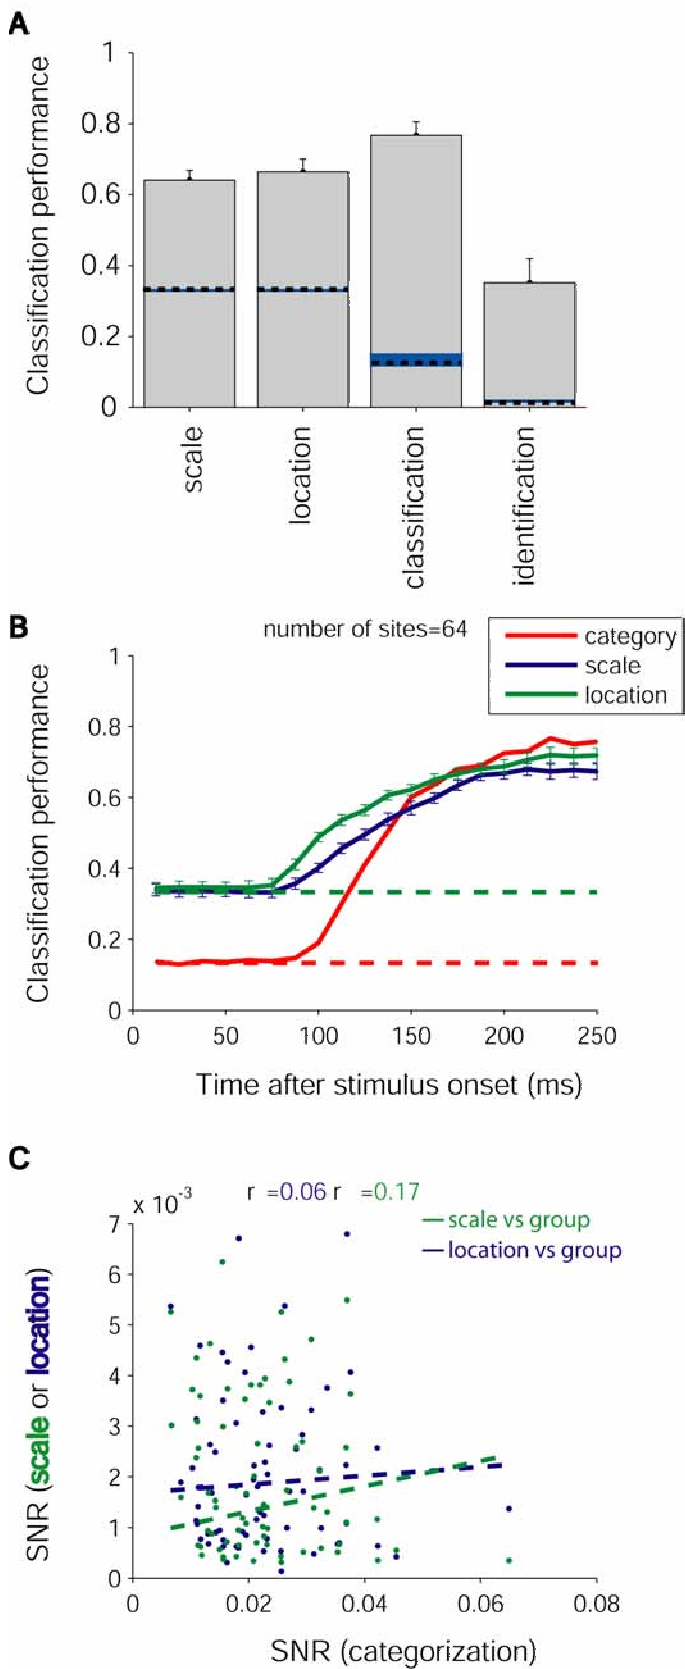 A
Classification performance
1
0.8
0.6
0.4
0.2
0
scale
location
classification
identification
B
number of sites=64
category
scale
location
Classification performance
1
0.8
0.6
0.4
0.2
0
0 50 100 150 200 250
Time after stimulus onset (ms)
C
r =0.06 r =0.17
x 10-3
scale vs group
location vs group
SNR (scale or location)
7
6
5
4
3
2
1
0
0 0.02 0.04 0.06 0.08
SNR (categorization)